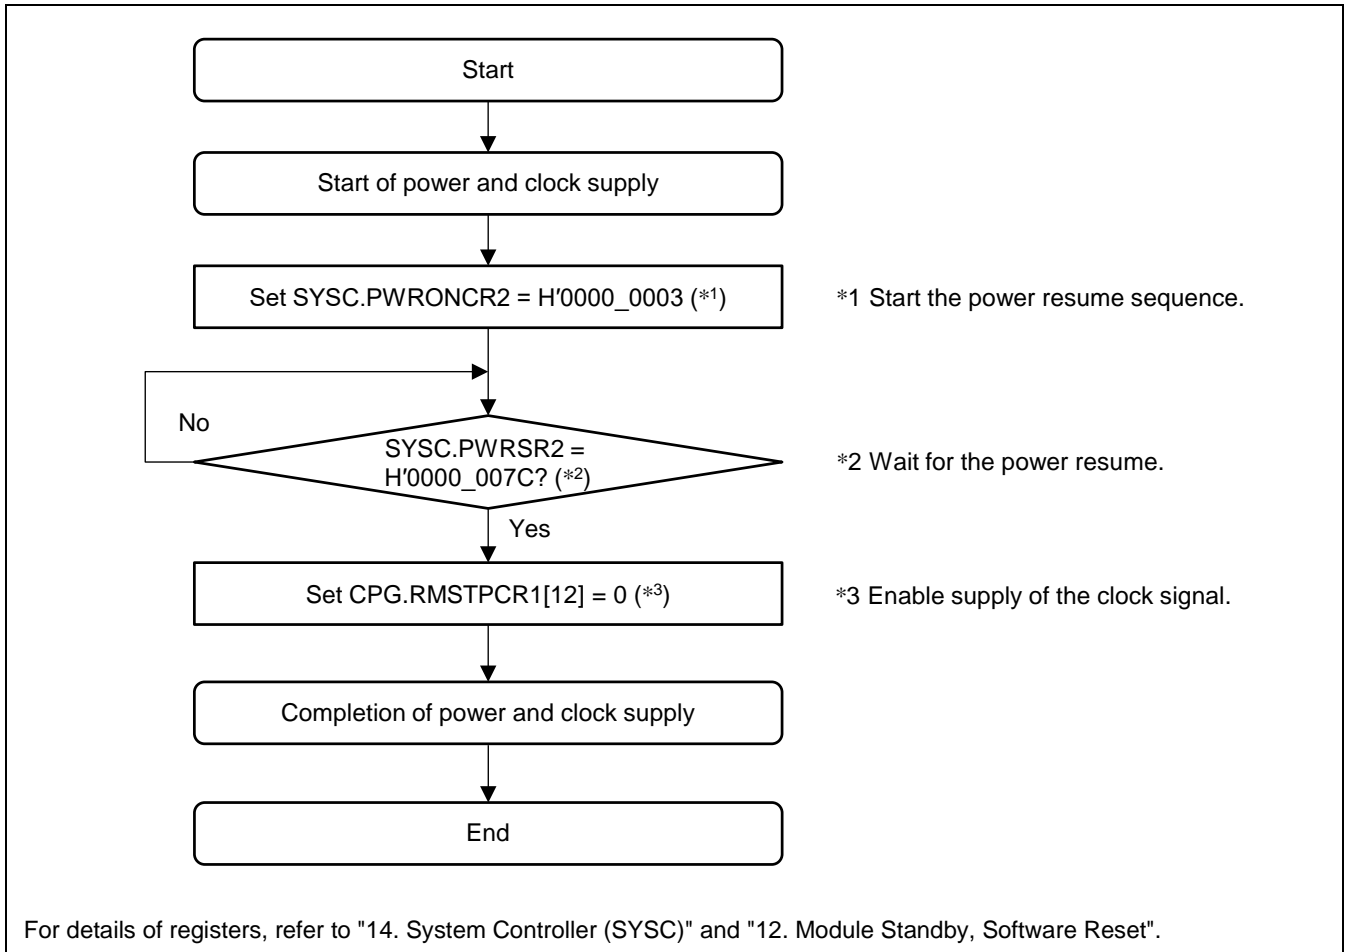 Start
Start of power and clock supply
Set SYSC.PWRONCR2 = H′0000_0003 (*1)
*1 Start the power resume sequence.
No
SYSC.PWRSR2 =
H′0000_007C? (*2)
*2 Wait for the power resume.
Yes
Set CPG.RMSTPCR1[12] = 0 (*3)
*3 Enable supply of the clock signal.
Completion of power and clock supply
End
For details of registers, refer to "14. System Controller (SYSC)" and "12. Module Standby, Software Reset".